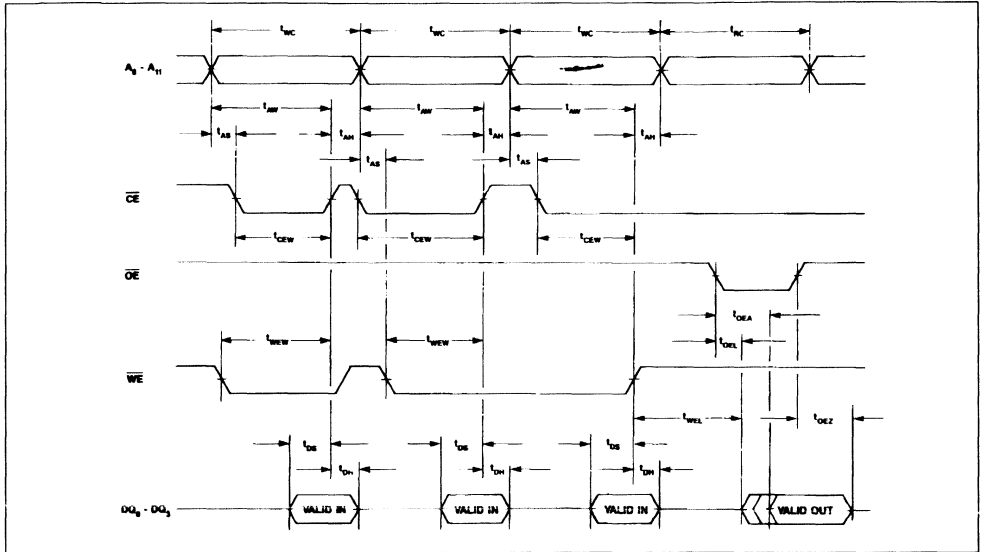 tWC tWC tWC tRC
A0 - A11
tAW tAW tAW
tAS tAH tAH tAH
tAS tAS
CE
tCEW tCEW tCEW
OE
tOEA
tWEW tWEW tOEL
WE
tWEL tOEZ
tDS tDS tDS
tDH tDH tDH
DQ0 - DQ3 VALID IN VALID IN VALID IN VALID OUT